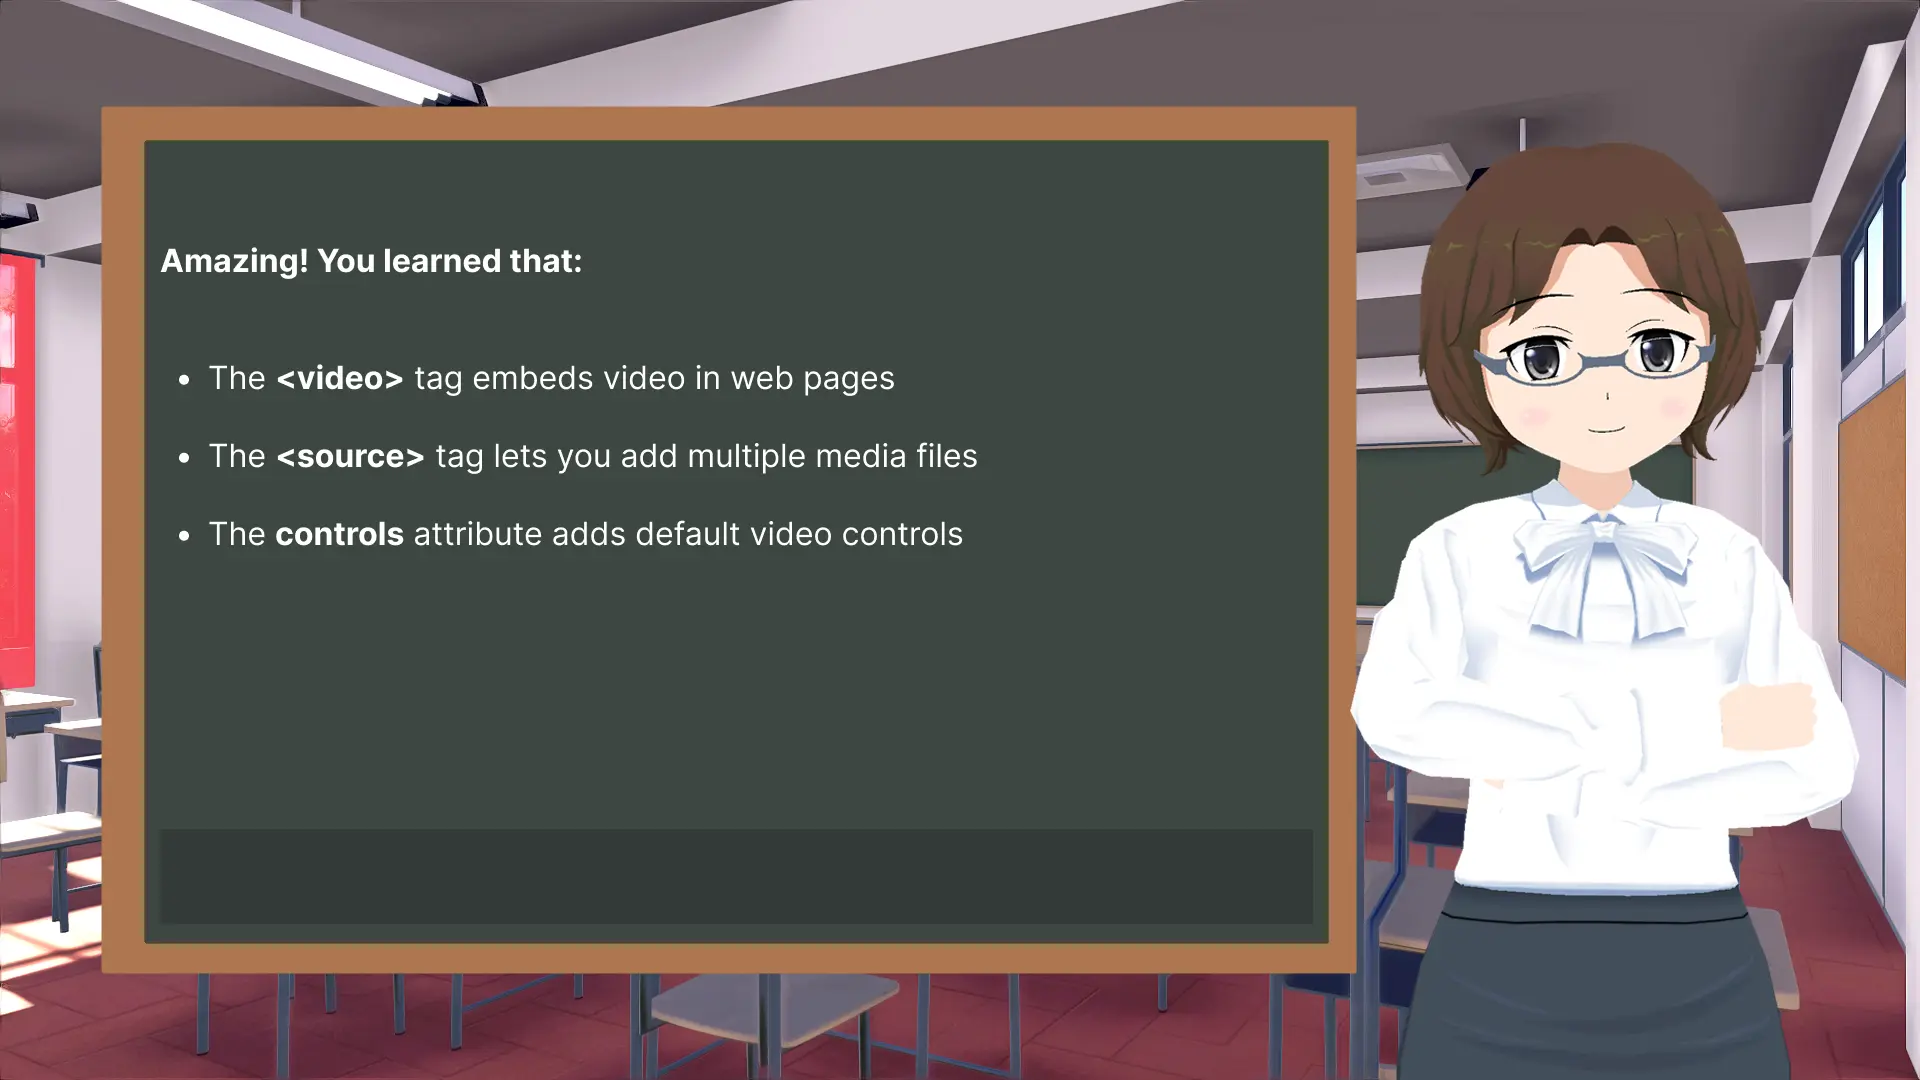 Amazing! You learned that:
• The <video> tag embeds video in web pages
• The <source> tag lets you add multiple media files
• The controls attribute adds default video controls